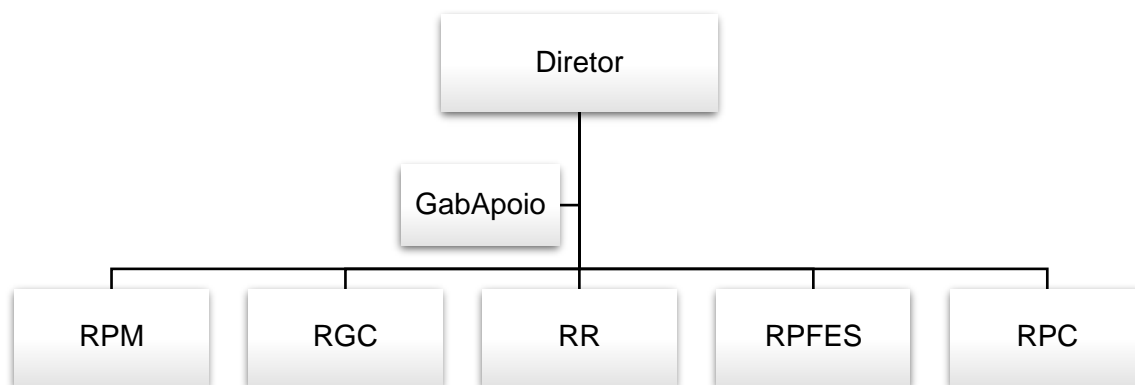 Diretor
GabApoio
RPM
RGC
RR
RPFES
RPC